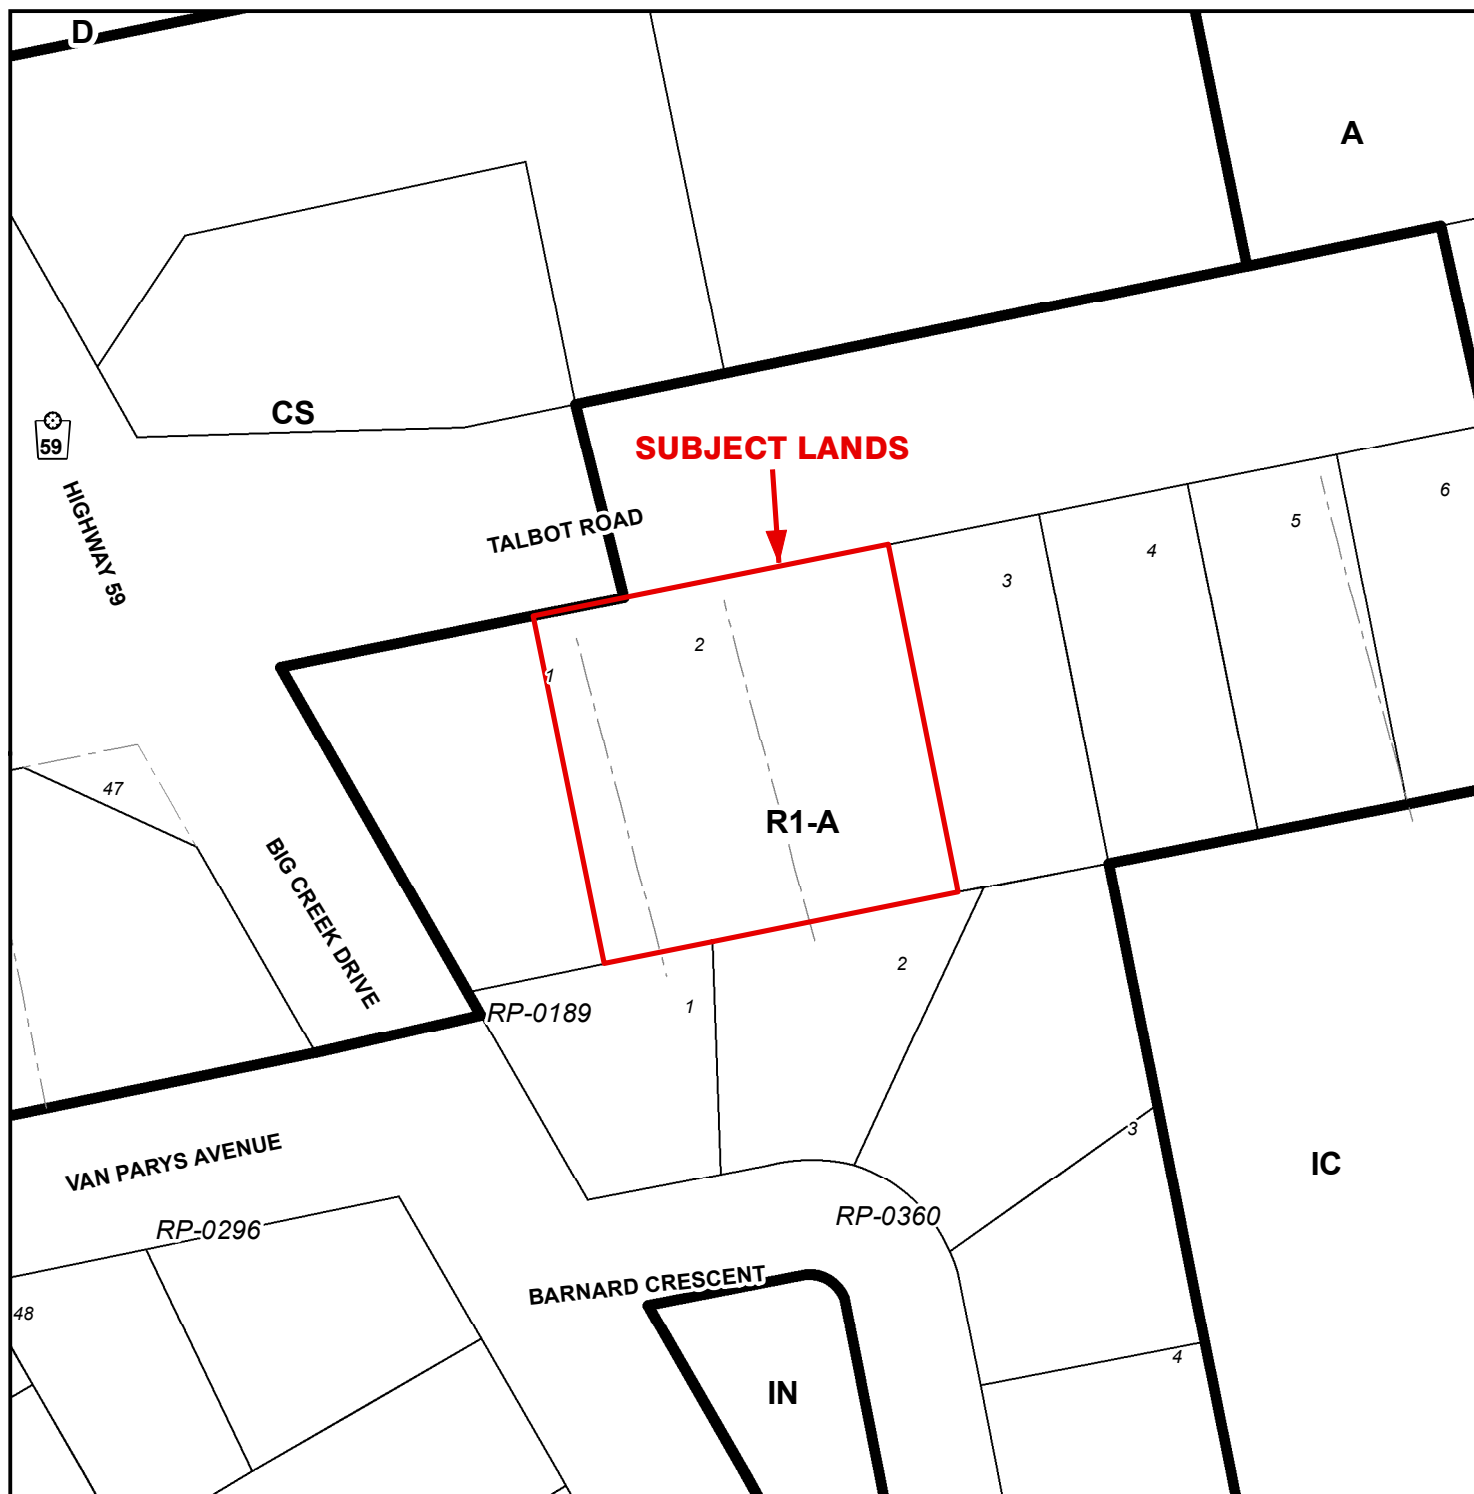 D
A
CS
59
HIGHWAY 59
SUBJECT LANDS
TALBOT ROAD
6
5
4
3
2
1
47
R1-A
BIG CREEK DRIVE
2
1
RP-0189
VAN PARYS AVENUE
3
IC
RP-0296
RP-0360
BARNARD CRESCENT
48
4
IN